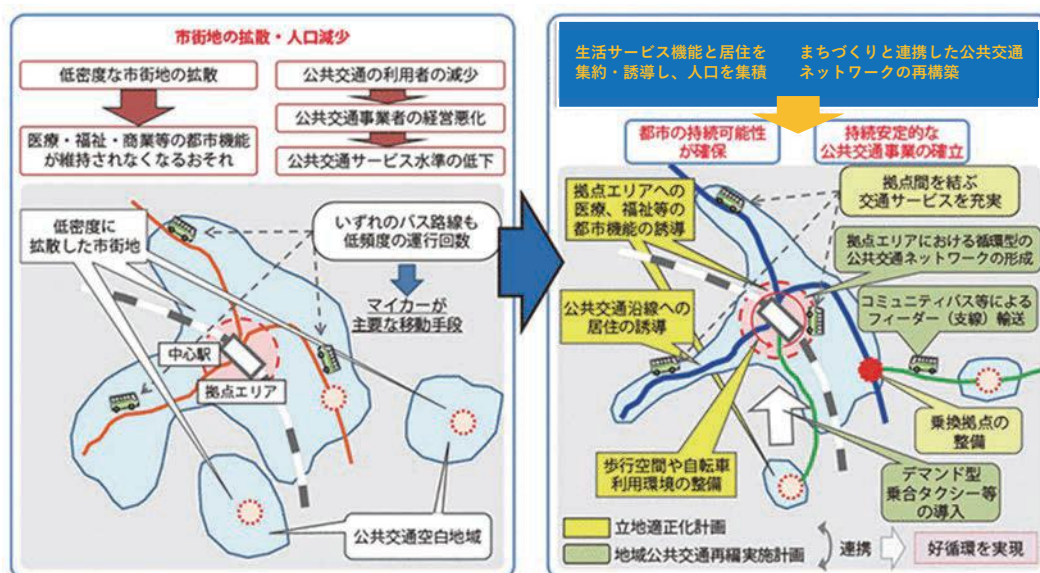 市街地の拡散・人口減少
低密度な市街地の拡散
医療・福祉・商業等の都市機能
が維持されなくなるおそれ
公共交通の利用者の減少
公共交通事業者の経営悪化
公共交通サービス水準の低下
低密度に
拡散した市街地
いずれのバス路線も
低頻度の運行回数
マイカーが
主要な移動手段
中心駅
拠点エリア
公共交通空白地域
生活サービス機能と居住を
集約・誘導し、人口を集積
まちづくりと連携した公共交通
ネットワークの再構築
都市の持続可能性
が確保
持続安定的な
公共交通事業の確立
拠点エリアへの
医療、福祉等の
都市機能の誘導
拠点間を結ぶ
交通サービスを充実
拠点エリアにおける循環型の
公共交通ネットワークの形成
公共交通沿線への
居住の誘導
コミュニティバス等による
フィーダー（支線）輸送
乗換拠点の
整備
歩行空間や自転車
利用環境の整備
デマンド型
乗合タクシー等
の導入
立地適正化計画
地域公共交通再編実施計画
連携
好循環を実現